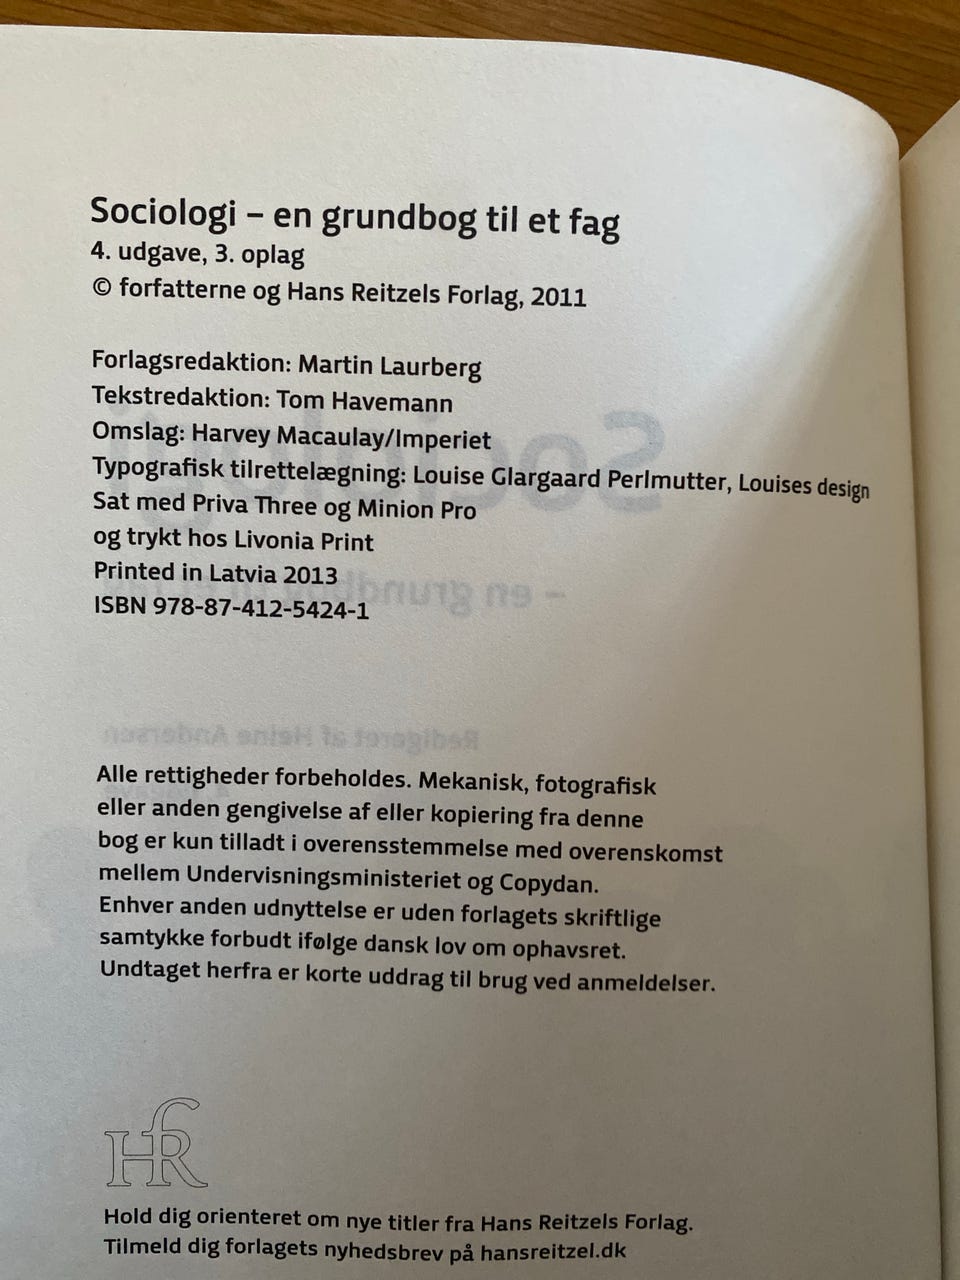 Sociologi – en grundbog til et fag
4. udgave, 3. oplag
© forfatterne og Hans Reitzels Forlag, 2011
Forlagsredaktion: Martin Laurberg
Tekstredaktion: Tom Havemann
Omslag: Harvey Macaulay/Imperiet
Typografisk tilrettelægning: Louise Glargaard Perlmutter, Louises design
Sat med Priva Three og Minion Pro
og trykt hos Livonia Print
Printed in Latvia 2013
ISBN 978-87-412-5424-1
Redigeret af Heine Andersen
Alle rettigheder forbeholdes. Mekanisk, fotografisk
eller anden gengivelse af eller kopiering fra denne
bog er kun tilladt i overensstemmelse med overenskomst
mellem Undervisningsministeriet og Copydan.
Enhver anden udnyttelse er uden forlagets skriftlige
samtykke forbudt ifølge dansk lov om ophavsret.
Undtaget herfra er korte uddrag til brug ved anmeldelser.
HfR
Hold dig orienteret om nye titler fra Hans Reitzels Forlag.
Tilmeld dig forlagets nyhedsbrev på hansreitzel.dk